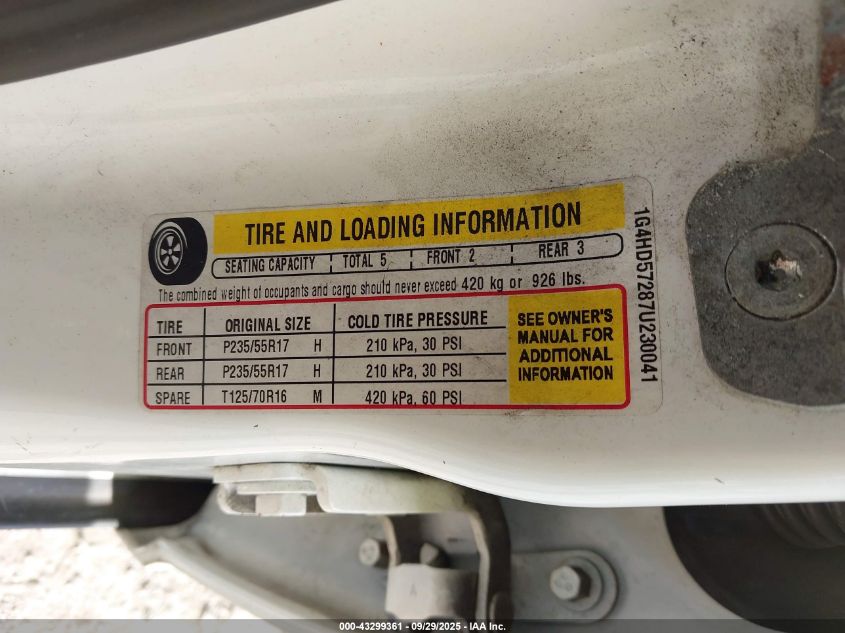 TIRE AND LOADING INFORMATION
SEATING CAPACITY TOTAL 5 FRONT 2 REAR 3
The combined weight of occupants and cargo should never exceed 420 kg or 926 lbs.
TIRE ORIGINAL SIZE COLD TIRE PRESSURE
FRONT P235/55R17 H 210 kPa, 30 PSI
REAR P235/55R17 H 210 kPa, 30 PSI
SPARE T125/70R16 M 420 kPa, 60 PSI
SEE OWNER'S
MANUAL FOR
ADDITIONAL
INFORMATION
1G4HD57287U230041
000-43299361 - 09/29/2025 - IAA Inc.